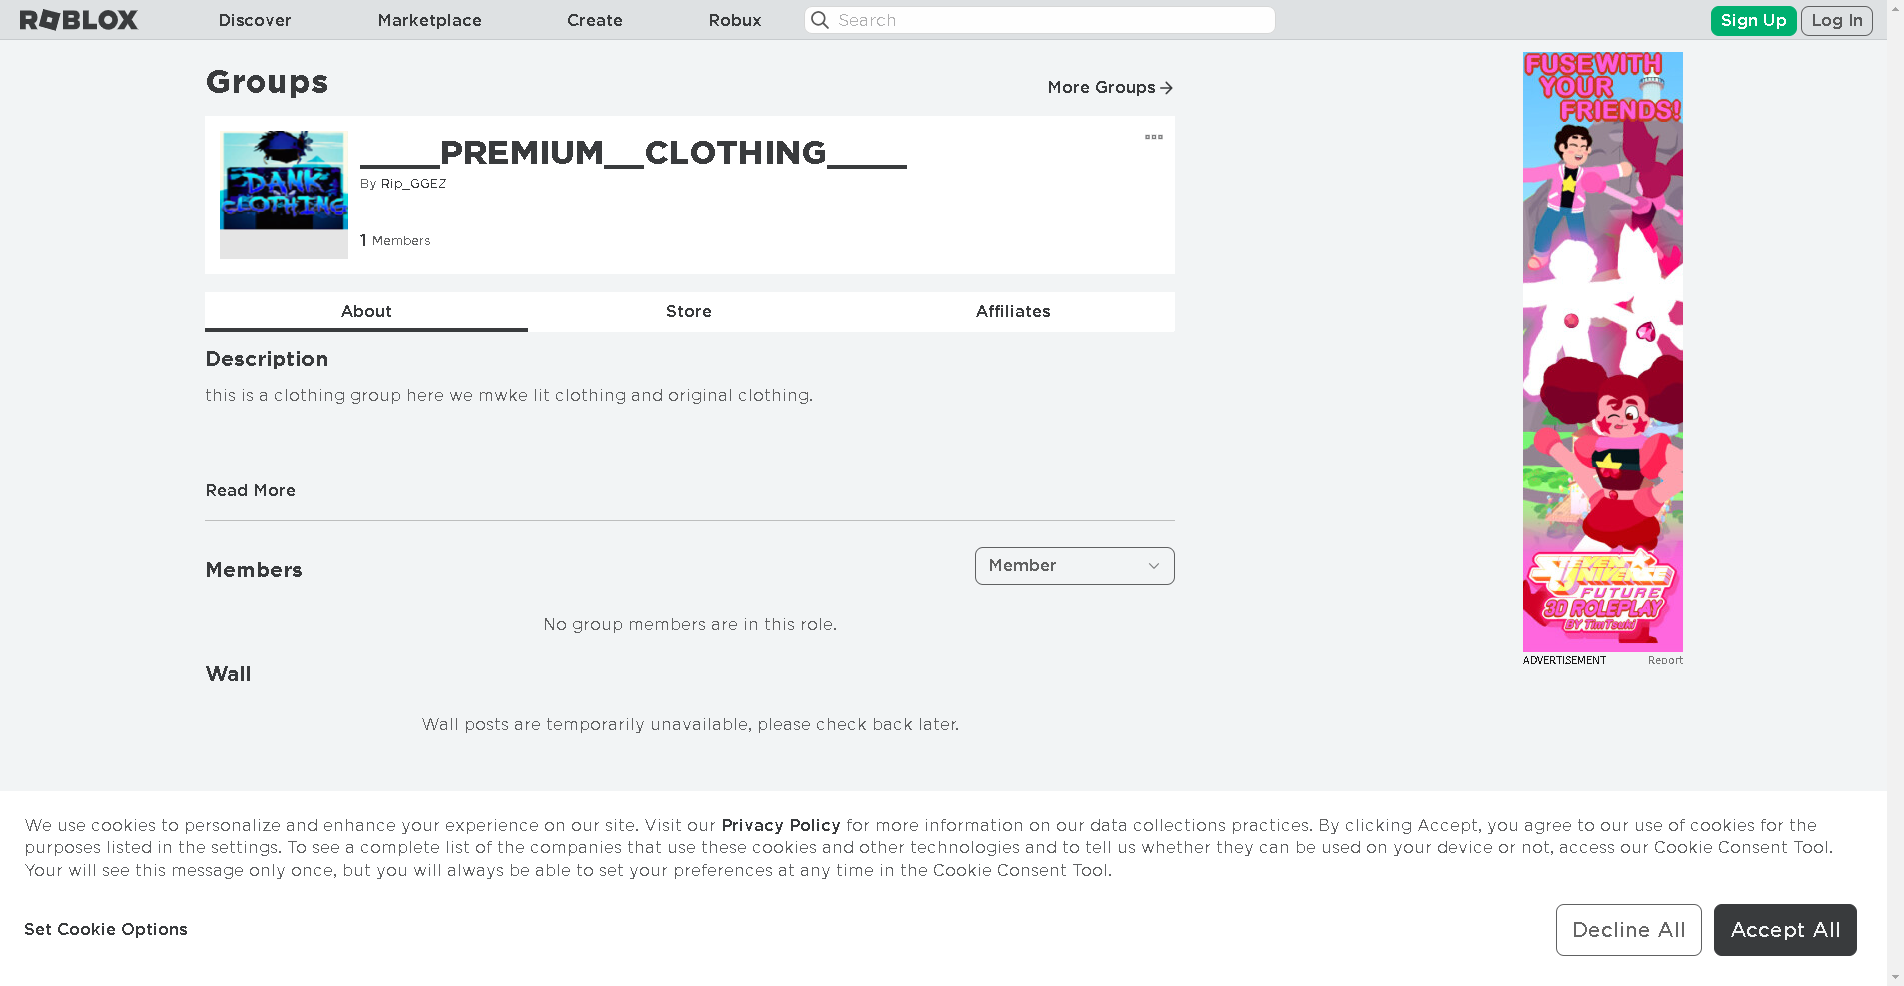 ROBLOX
Discover
Marketplace
Create
Robux
Search
Sign Up
Log In
Groups
More Groups
DANK
CLOTHING
____PREMIUM__CLOTHING____
By Rip_GGEZ
1 Members
About
Store
Affiliates
Description
this is a clothing group here we mwke lit clothing and original clothing.
Read More
Members
Member
No group members are in this role.
Wall
Wall posts are temporarily unavailable, please check back later.
FUSE WITH
YOUR
FRIENDS!
STEVEN
UNIVERSE
FUTURE
3D ROLEPLAY
BY TimTsuki
ADVERTISEMENT
Report
We use cookies to personalize and enhance your experience on our site. Visit our Privacy Policy for more information on our data collections practices. By clicking Accept, you agree to our use of cookies for the
purposes listed in the settings. To see a complete list of the companies that use these cookies and other technologies and to tell us whether they can be used on your device or not, access our Cookie Consent Tool.
Your will see this message only once, but you will always be able to set your preferences at any time in the Cookie Consent Tool.
Set Cookie Options
Decline All
Accept All